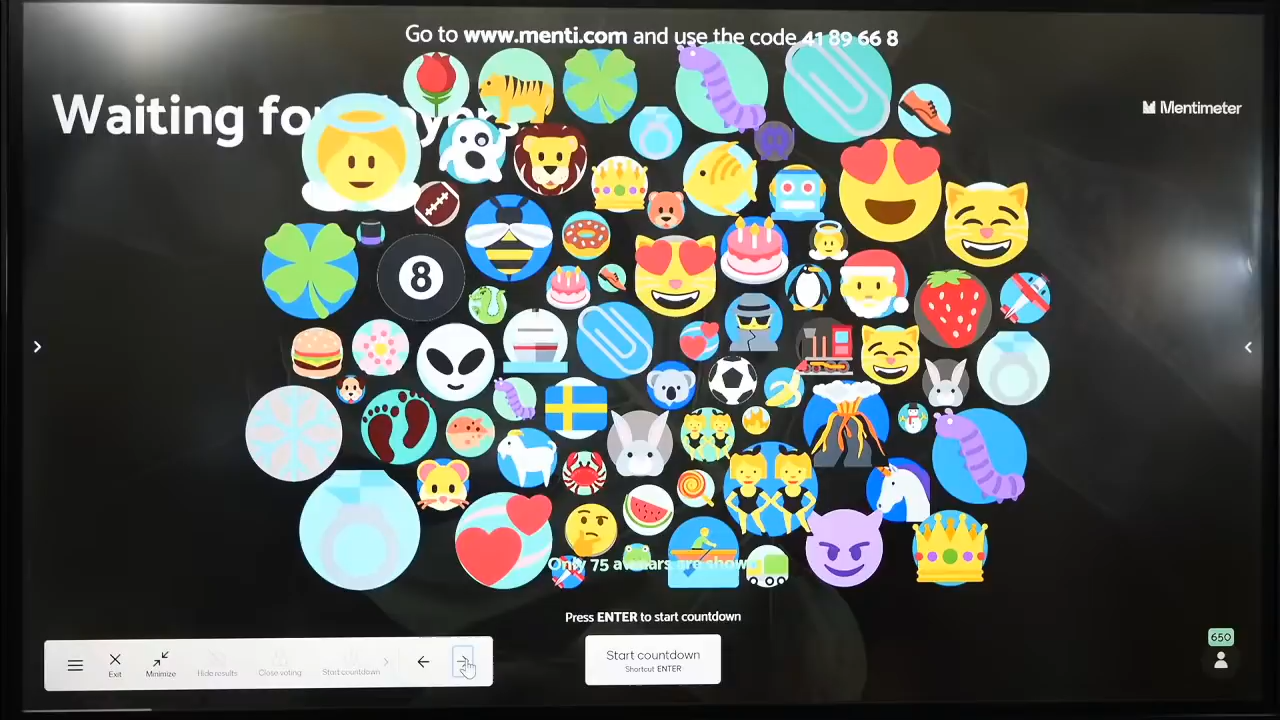 Go to www.menti.com and use the code 41 89 66 8
Waiting for players
Mentimeter
8
Only 75 avatars are shown
Press ENTER to start countdown
Start countdown
Shortcut ENTER
Exit
Minimize
Hide results
Close voting
Start countdown
650